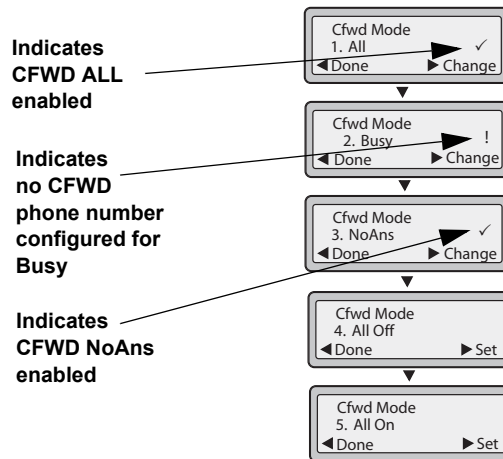 Indicates
CFWD ALL
enabled
Indicates
no CFWD
phone number
configured for
Busy
Indicates
CFWD NoAns
enabled
Cfwd Mode
1. All ✓
◀Done ▶Change
▼
Cfwd Mode
2. Busy !
◀Done ▶Change
▼
Cfwd Mode
3. NoAns ✓
◀Done ▶Change
▼
Cfwd Mode
4. All Off
◀Done ▶Set
▼
Cfwd Mode
5. All On
◀Done ▶Set